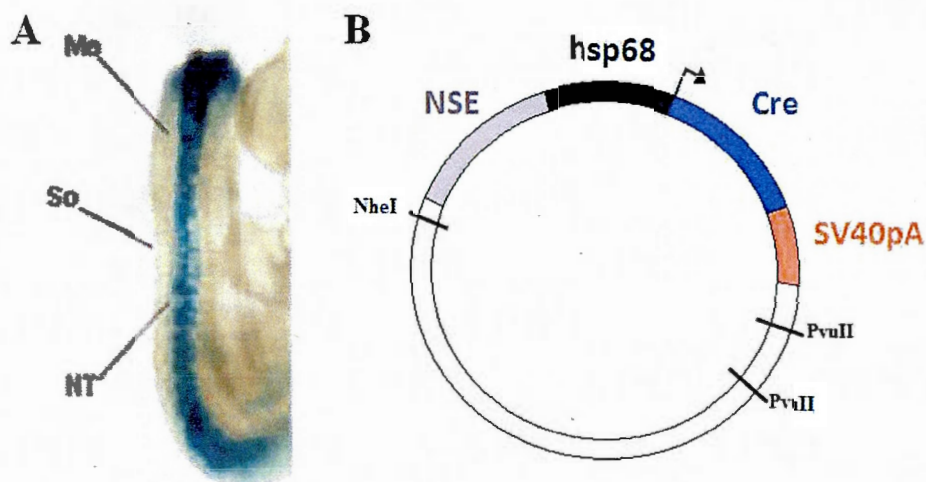 A
Me
So
NT
B
hsp68
NSE
Cre
NheI
SV40pA
PvuII
PvuII